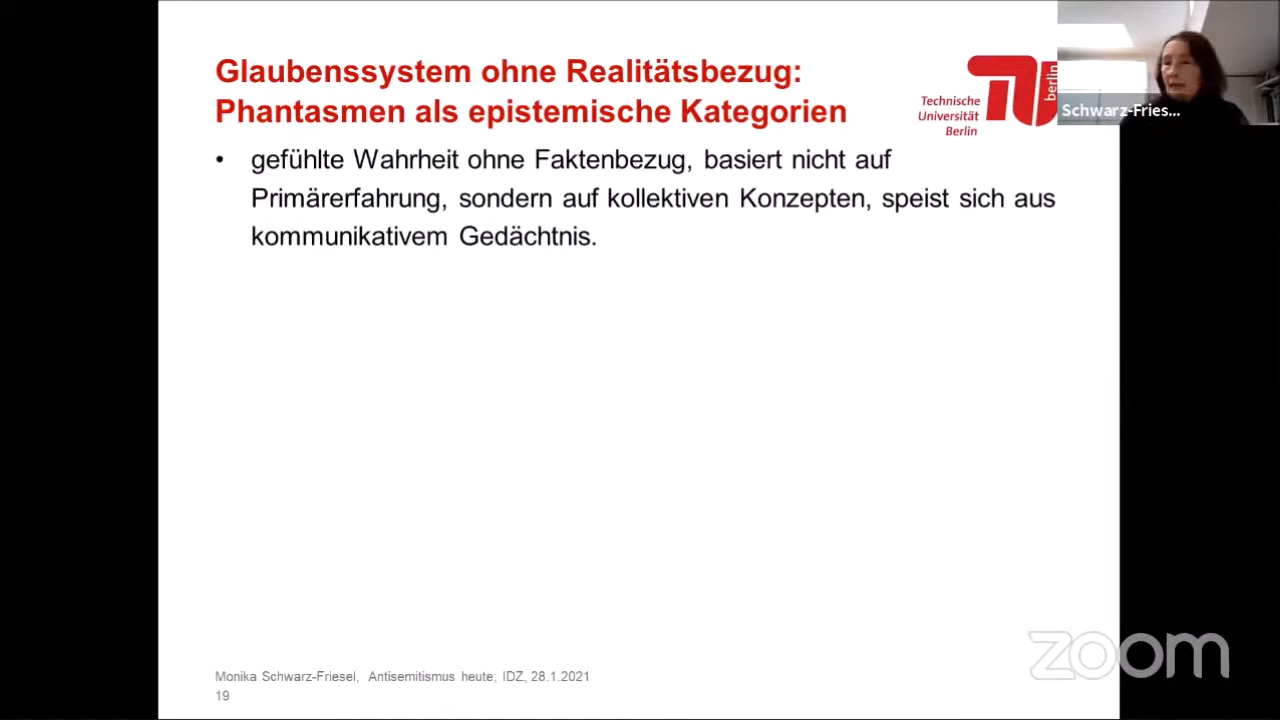 Glaubenssystem ohne Realitätsbezug:
Phantasmen als epistemische Kategorien
Technische
Universität
Berlin
berlin
Schwarz-Fries...
• gefühlte Wahrheit ohne Faktenbezug, basiert nicht auf
Primärerfahrung, sondern auf kollektiven Konzepten, speist sich aus
kommunikativem Gedächtnis.
zoom
Monika Schwarz-Friesel, Antisemitismus heute; IDZ, 28.1.2021
19